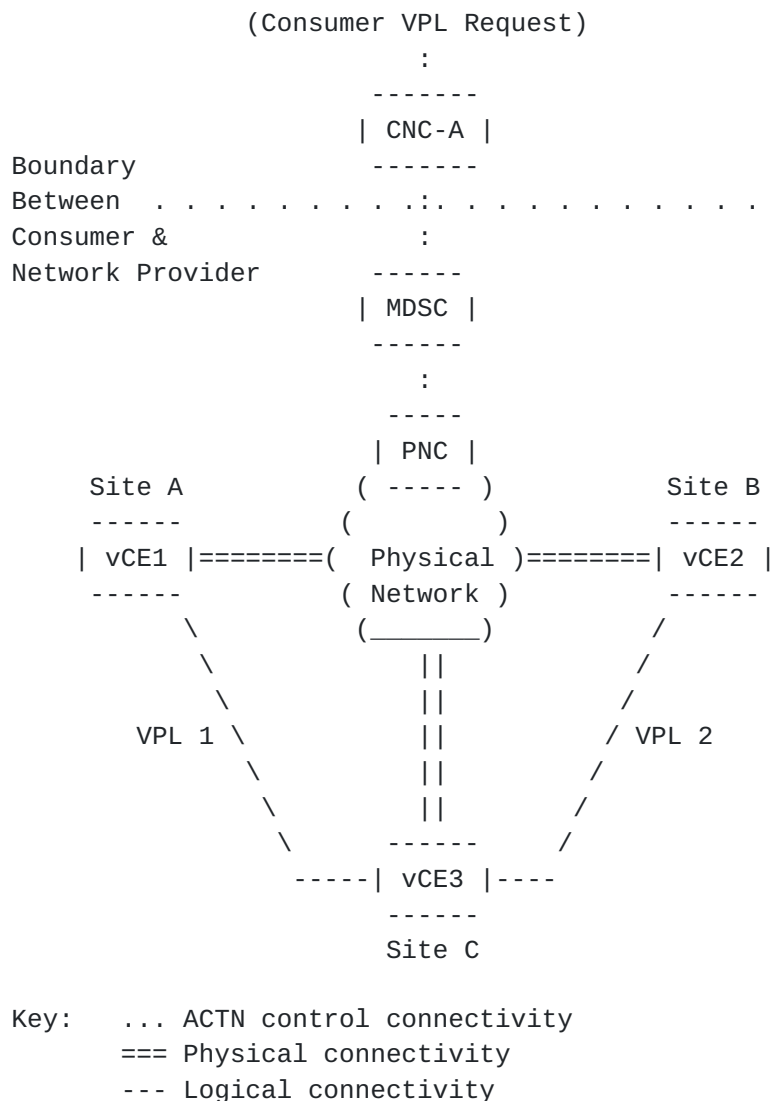 (Consumer VPL Request)
                           :
                        -------
                       | CNC-A |
Boundary                -------
Between  . . . . . . . . .:. . . . . . . . . . .
Consumer &                 :
Network Provider        ------
                       | MDSC |
                        ------
                           :
                         -----
                        | PNC |
     Site A            ( ----- )            Site B
     ------           (         )           ------
    | vCE1 |========(  Physical )========| vCE2 |
     ------           ( Network )           ------
           \           (_______)           /
            \              ||             /
             \             ||            /
        VPL 1 \            ||           / VPL 2
               \           ||          /
                \          ||         /
                 \       ------      /
                  -----| vCE3 |----
                         ------
                         Site C
Key:   ... ACTN control connectivity
       === Physical connectivity
       --- Logical connectivity